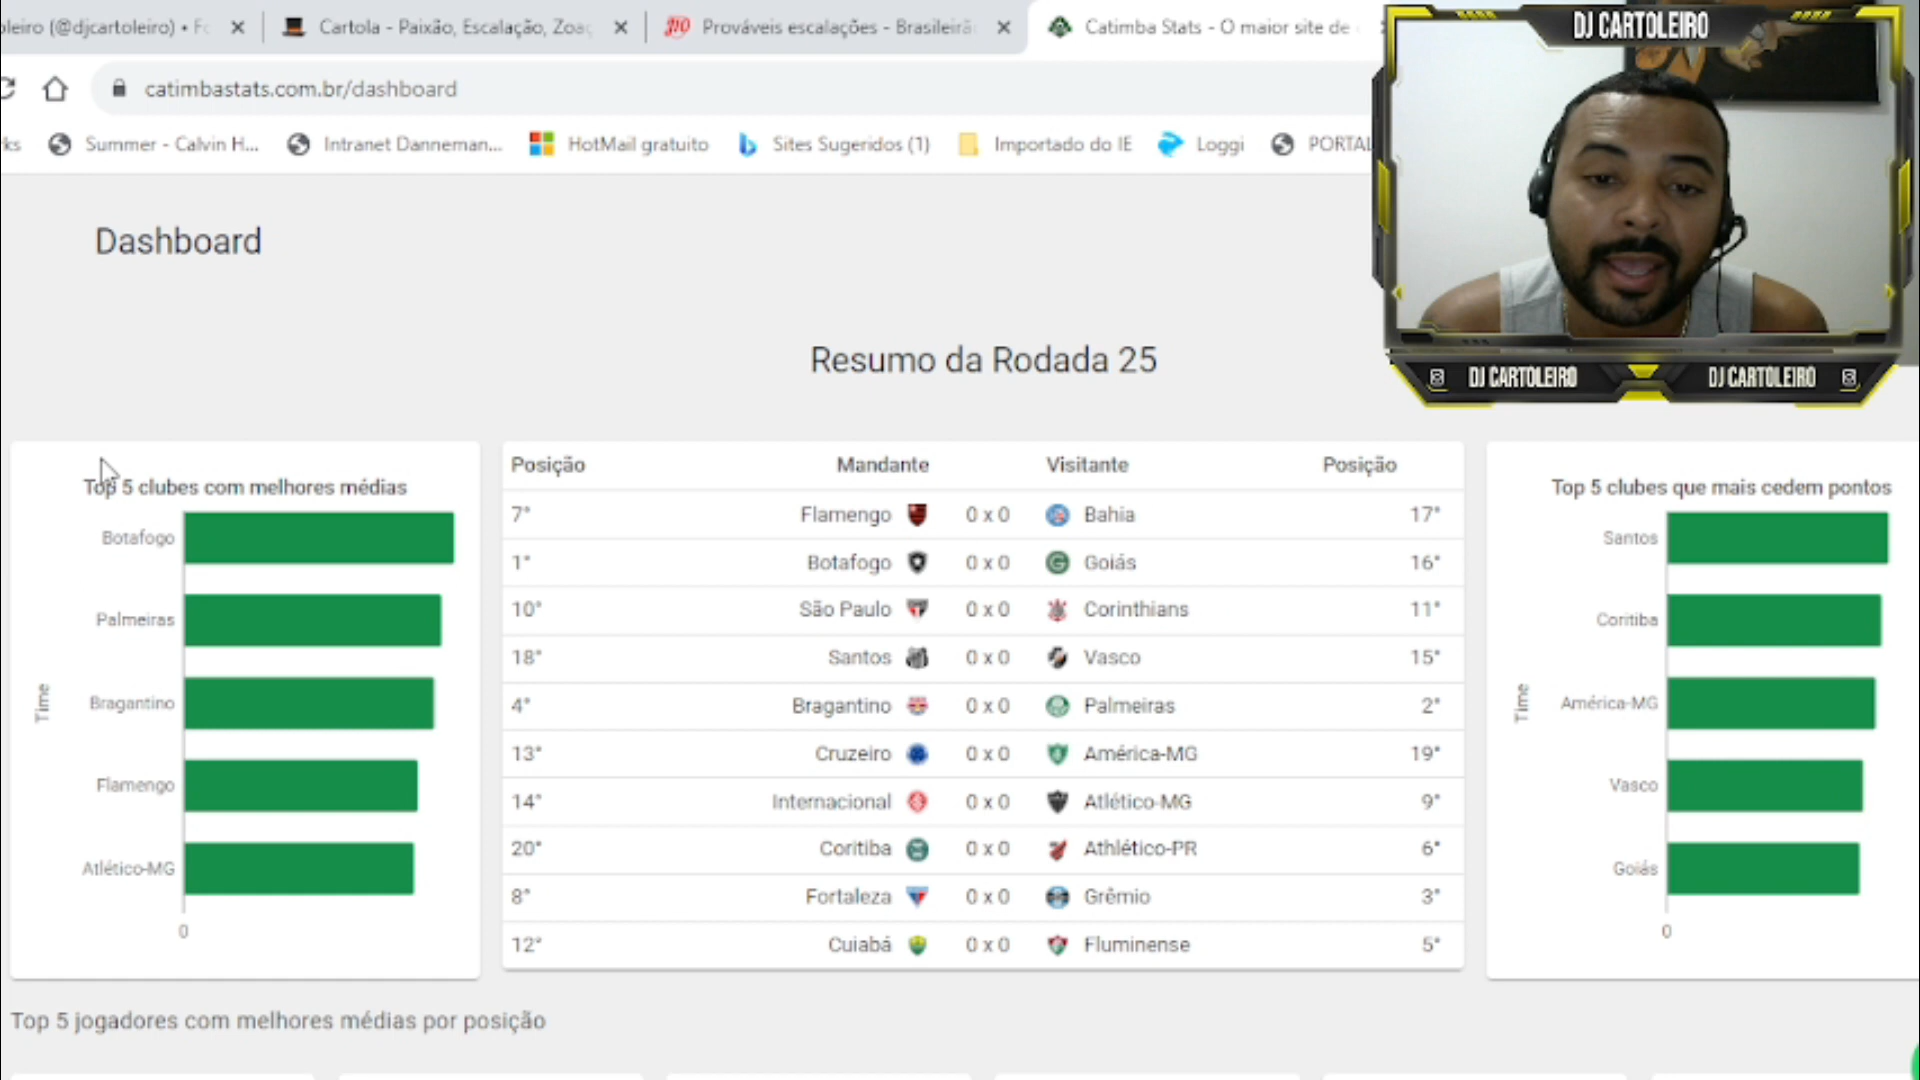 oleiro (@djcartoleiro) •
Cartola - Paixão, Escalação, Zoaç
Prováveis escalações - Brasileirã
Catimba Stats - O maior site de
catimbastats.com.br/dashboard
ks
Summer - Calvin H...
Intranet Danneman...
HotMail gratuito
Sites Sugeridos (1)
Importado do IE
Loggi
PORTAL
DJ CARTOLEIRO
DJ CARTOLEIRO
DJ CARTOLEIRO
Dashboard
Resumo da Rodada 25
Top 5 clubes com melhores médias
Botafogo
Palmeiras
Bragantino
Flamengo
Atlético-MG
Time
0
Posição Mandante Visitante Posição
7° Flamengo 0 x 0 Bahia 17°
1° Botafogo 0 x 0 Goiás 16°
10° São Paulo 0 x 0 Corinthians 11°
18° Santos 0 x 0 Vasco 15°
4° Bragantino 0 x 0 Palmeiras 2°
13° Cruzeiro 0 x 0 América-MG 19°
14° Internacional 0 x 0 Atlético-MG 9°
20° Coritiba 0 x 0 Athlético-PR 6°
8° Fortaleza 0 x 0 Grêmio 3°
12° Cuiabá 0 x 0 Fluminense 5°
Top 5 clubes que mais cedem pontos
Santos
Coritiba
América-MG
Vasco
Goiás
Time
0
Top 5 jogadores com melhores médias por posição